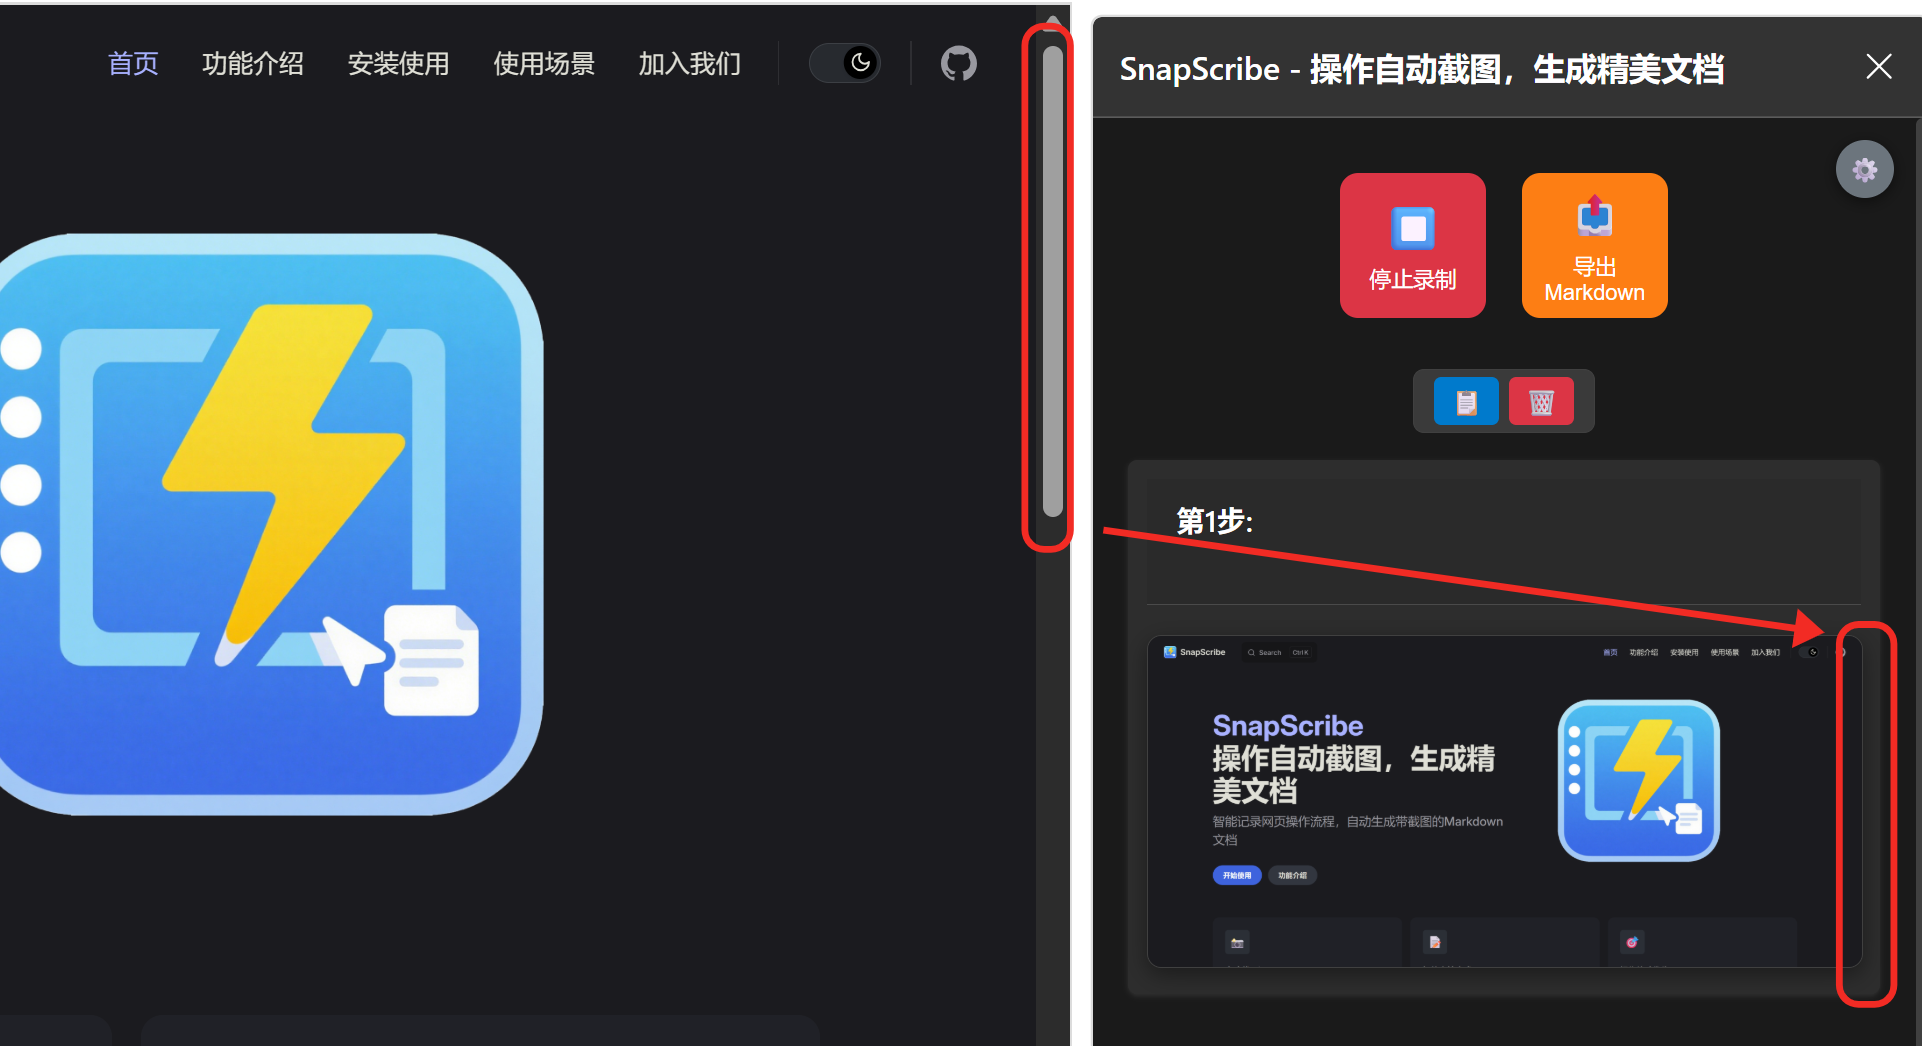 首页 功能介绍 安装使用 使用场景 加入我们
SnapScribe - 操作自动截图，生成精美文档
停止录制
导出
Markdown
第1步:
SnapScribe Search Ctrl K 首页 功能介绍 安装使用 使用场景 加入我们
SnapScribe
操作自动截图，生成精
美文档
智能记录网页操作流程，自动生成带截图的Markdown
文档
开始使用 功能介绍